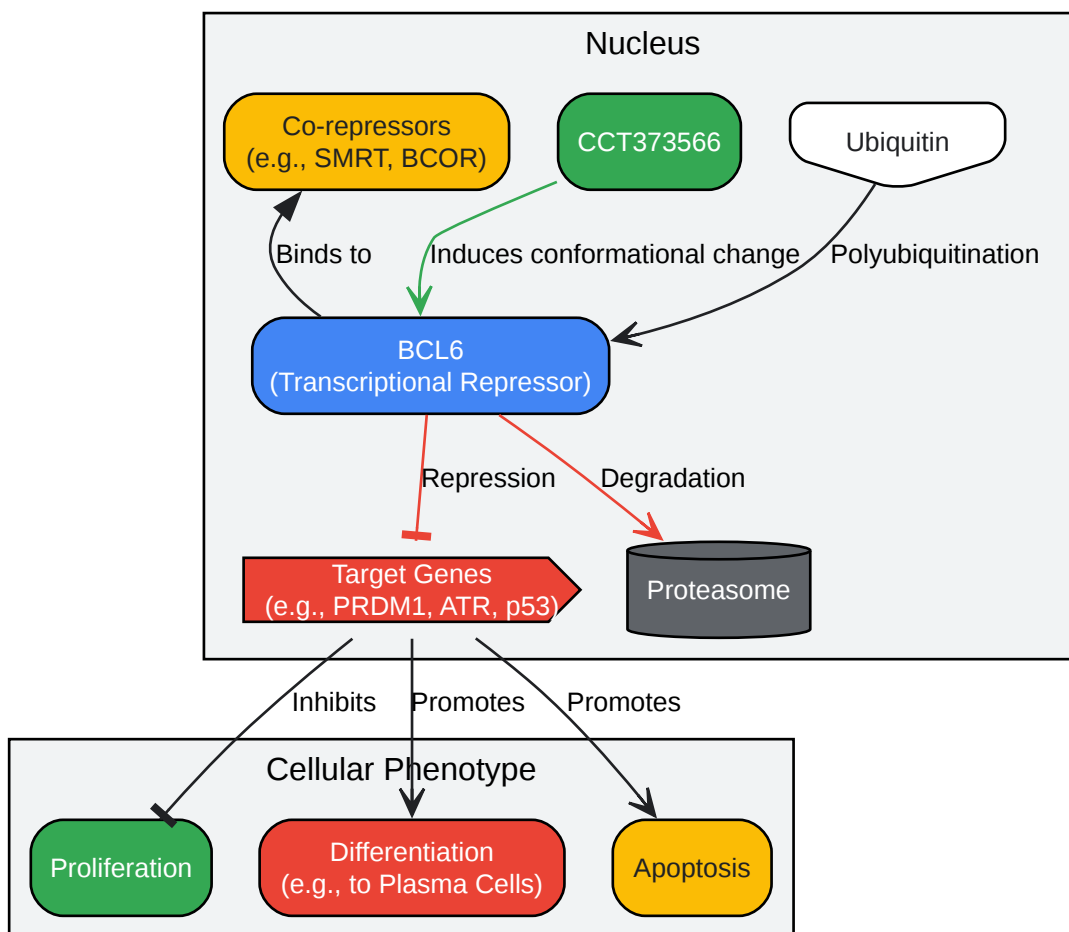 Nucleus
Co-repressors
(e.g., SMRT, BCOR)
CCT373566
Ubiquitin
Binds to
Induces conformational change
Polyubiquitination
BCL6
(Transcriptional Repressor)
Repression
Degradation
Target Genes
(e.g., PRDM1, ATR, p53)
Proteasome
Inhibits
Promotes
Promotes
Cellular Phenotype
Proliferation
Differentiation
(e.g., to Plasma Cells)
Apoptosis